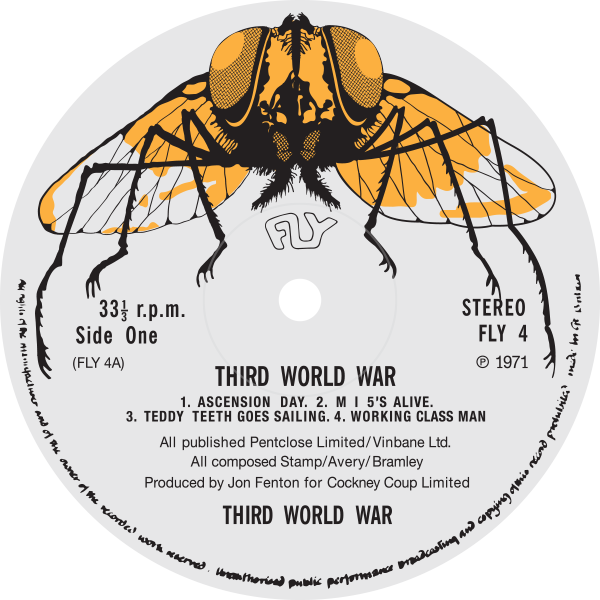 FLY
33⅓ r.p.m.
Side One
(FLY 4A)
STEREO
FLY 4
℗ 1971
THIRD WORLD WAR
1. ASCENSION DAY. 2. M I 5'S ALIVE.
3. TEDDY TEETH GOES SAILING. 4. WORKING CLASS MAN
All published Pentclose Limited/Vinbane Ltd.
All composed Stamp/Avery/Bramley
Produced by Jon Fenton for Cockney Coup Limited
THIRD WORLD WAR
of the manufacturer and of the owner of the recorded work reserved. Unauthorised public performance broadcasting and copying of this record prohibited